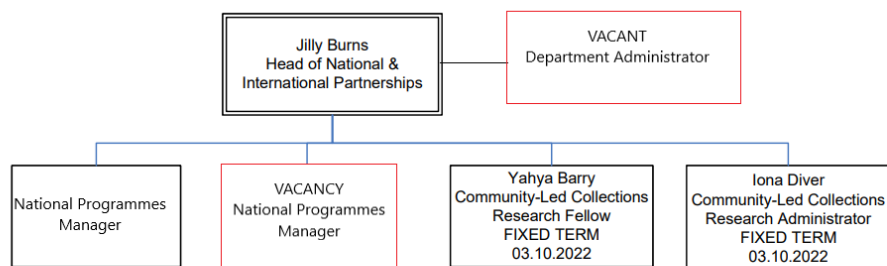 Jilly Burns
Head of National &
International Partnerships
VACANT
Department Administrator
National Programmes
Manager
VACANCY
National Programmes
Manager
Yahya Barry
Community-Led Collections
Research Fellow
FIXED TERM
03.10.2022
Iona Diver
Community-Led Collections
Research Administrator
FIXED TERM
03.10.2022